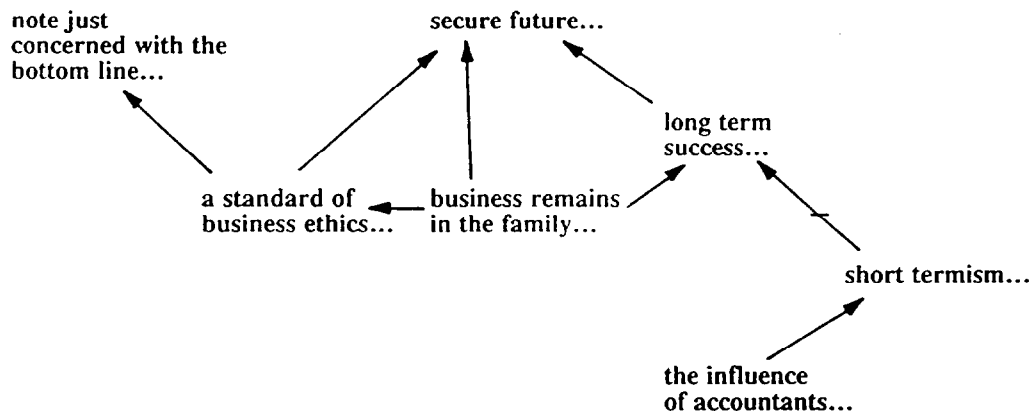 note just
concerned with the
bottom line...
secure future...
long term
success...
a standard of
business ethics...
business remains
in the family...
short termism...
the influence
of accountants...